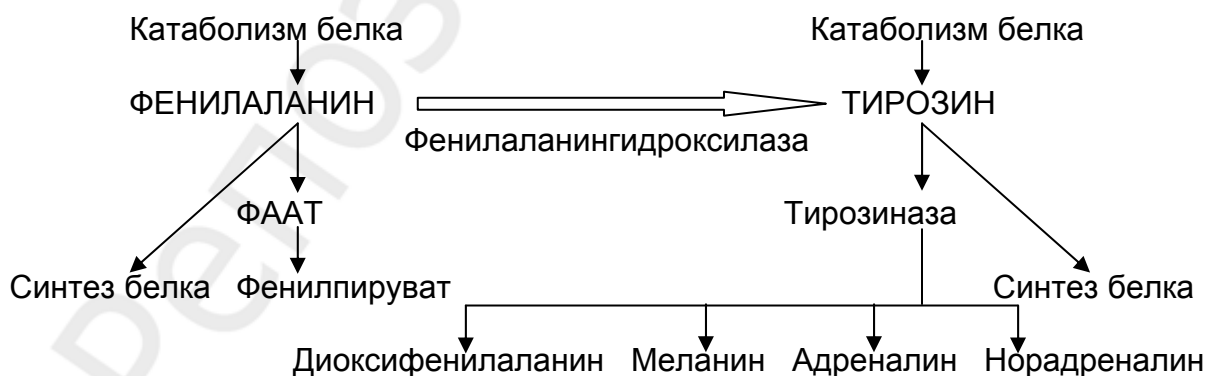 Катаболизм белка Катаболизм белка
ФЕНИЛАЛАНИН ТИРОЗИН
Фенилаланингидроксилаза
ФААТ Тирозиназа
Синтез белка Фенилпируват Синтез белка
Диоксифенилаланин Меланин Адреналин Норадреналин